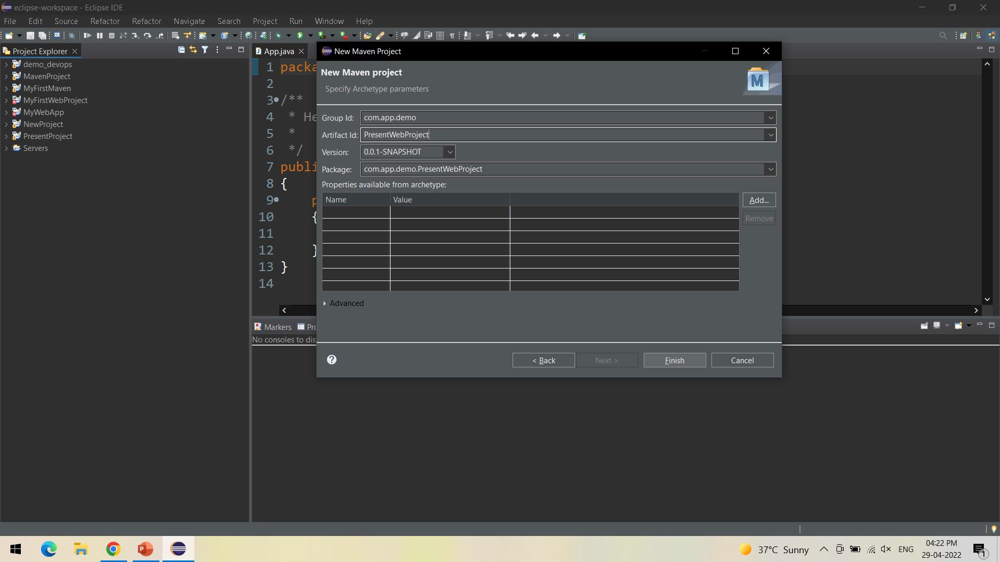 eclipse-workspace - Eclipse IDE
File Edit Source Refactor Refactor Navigate Search Project Run Window Help
Project Explorer
demo_devops
MavenProject
MyFirstMaven
MyFirstWebProject
MyWebApp
NewProject
PresentProject
Servers
App.java
1 packa
2
3 /**
4 * He
5 *
6 */
7 publi
8 {
9 p
10 {
11
12 }
13 }
14
New Maven Project
New Maven project
Specify Archetype parameters
M
Group Id: com.app.demo
Artifact Id: PresentWebProject
Version: 0.0.1-SNAPSHOT
Package: com.app.demo.PresentWebProject
Properties available from archetype:
Name Value
Add...
Remove
Advanced
? < Back Next > Finish Cancel
Markers Pro
No consoles to dis
37°C Sunny
ENG
04:22 PM
29-04-2022
1